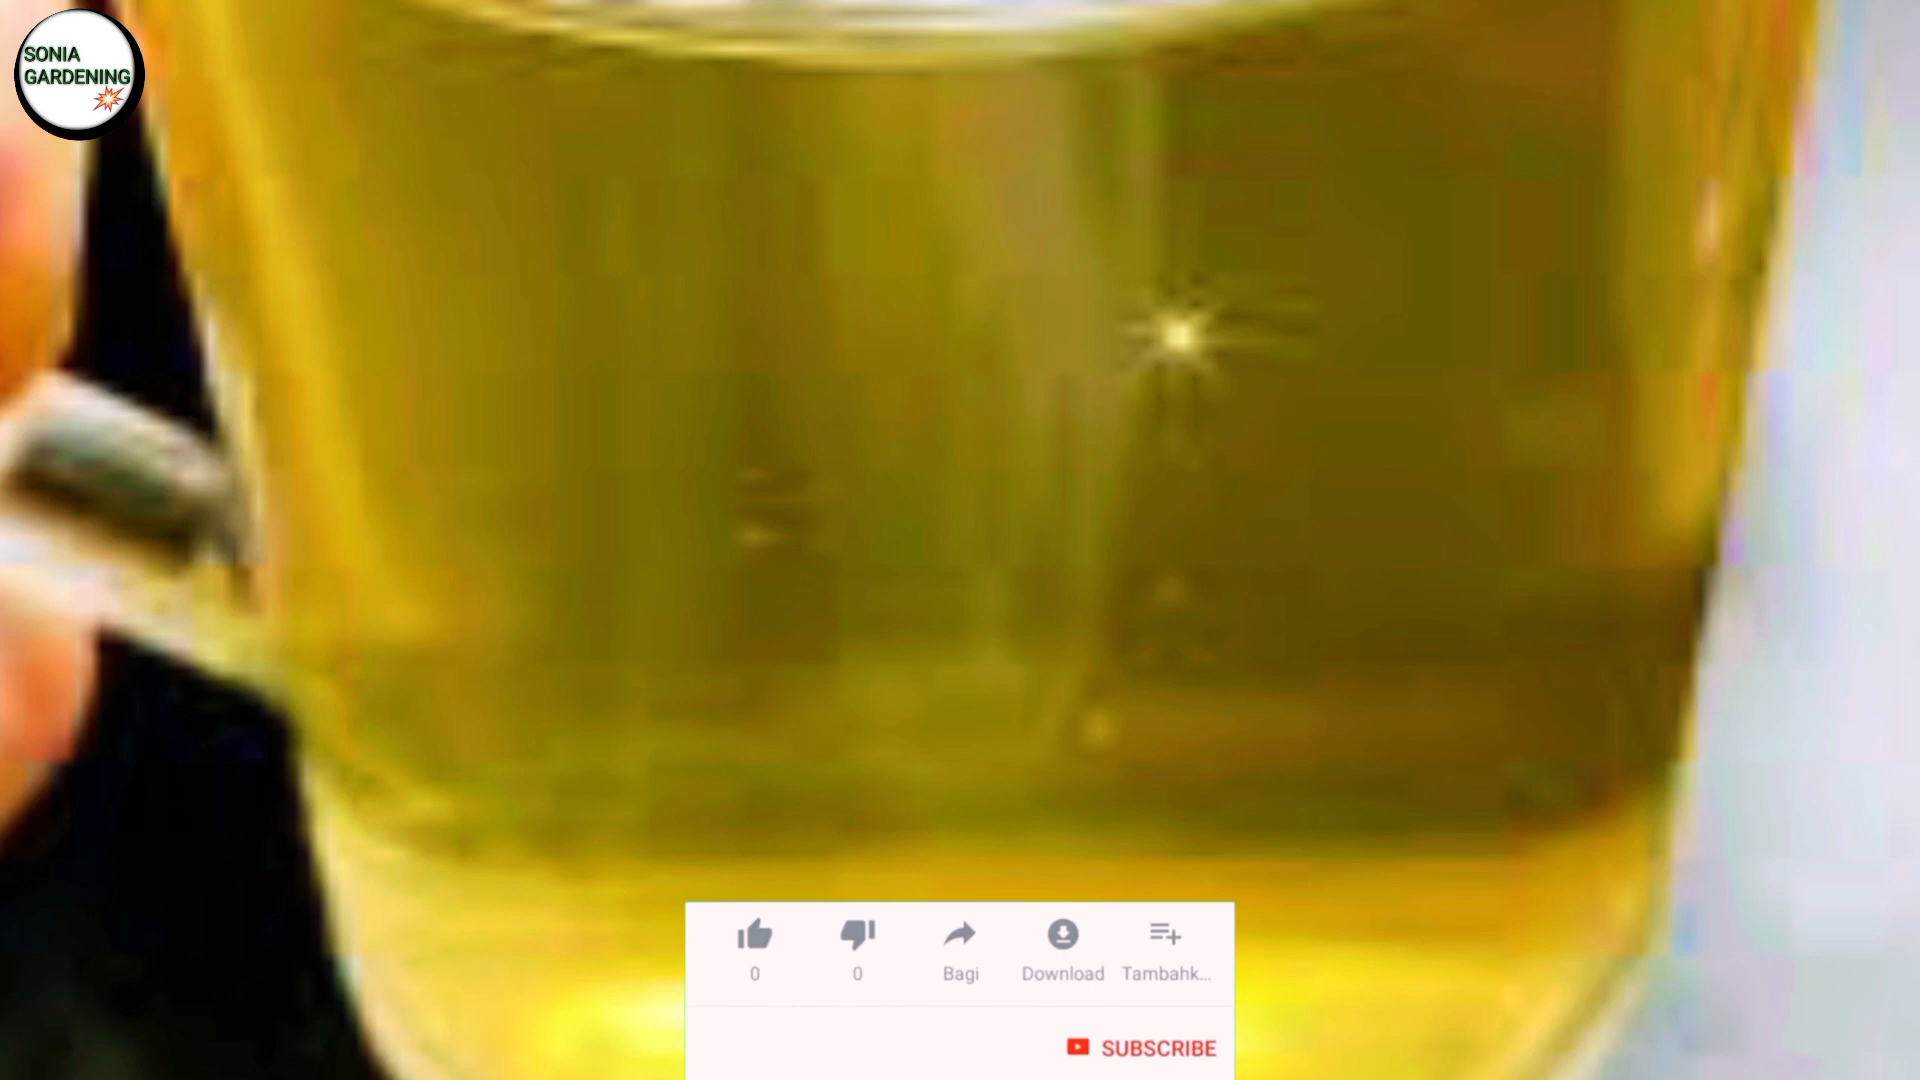 SONIA
GARDENING
0
0
Bagi
Download
Tambahk...
SUBSCRIBE